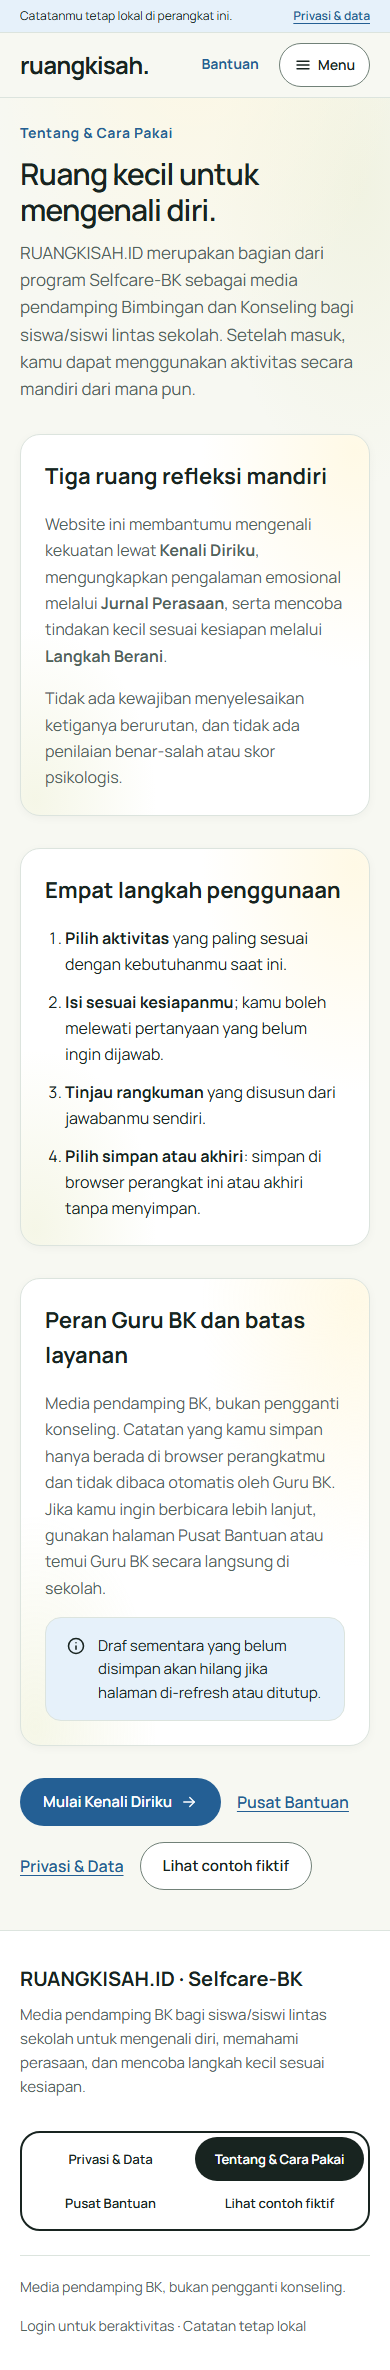 Catatanmu tetap lokal di perangkat ini. Privasi & data
ruangkisah. Bantuan Menu
Tentang & Cara Pakai
Ruang kecil untuk
mengenali diri.
RUANGKISAH.ID merupakan bagian dari
program Selfcare-BK sebagai media
pendamping Bimbingan dan Konseling bagi
siswa/siswi lintas sekolah. Setelah masuk,
kamu dapat menggunakan aktivitas secara
mandiri dari mana pun.
Tiga ruang refleksi mandiri
Website ini membantumu mengenali
kekuatan lewat Kenali Diriku,
mengungkapkan pengalaman emosional
melalui Jurnal Perasaan, serta mencoba
tindakan kecil sesuai kesiapan melalui
Langkah Berani.
Tidak ada kewajiban menyelesaikan
ketiganya berurutan, dan tidak ada
penilaian benar-salah atau skor
psikologis.
Empat langkah penggunaan
1. Pilih aktivitas yang paling sesuai
dengan kebutuhanmu saat ini.
2. Isi sesuai kesiapanmu; kamu boleh
melewati pertanyaan yang belum
ingin dijawab.
3. Tinjau rangkuman yang disusun dari
jawabanmu sendiri.
4. Pilih simpan atau akhiri: simpan di
browser perangkat ini atau akhiri
tanpa menyimpan.
Peran Guru BK dan batas
layanan
Media pendamping BK, bukan pengganti
konseling. Catatan yang kamu simpan
hanya berada di browser perangkatmu
dan tidak dibaca otomatis oleh Guru BK.
Jika kamu ingin berbicara lebih lanjut,
gunakan halaman Pusat Bantuan atau
temui Guru BK secara langsung di
sekolah.
Draf sementara yang belum
disimpan akan hilang jika
halaman di-refresh atau ditutup.
Mulai Kenali Diriku → Pusat Bantuan
Privasi & Data Lihat contoh fiktif
RUANGKISAH.ID · Selfcare-BK
Media pendamping BK bagi siswa/siswi lintas
sekolah untuk mengenali diri, memahami
perasaan, dan mencoba langkah kecil sesuai
kesiapan.
Privasi & Data Tentang & Cara Pakai
Pusat Bantuan Lihat contoh fiktif
Media pendamping BK, bukan pengganti konseling.
Login untuk beraktivitas · Catatan tetap lokal